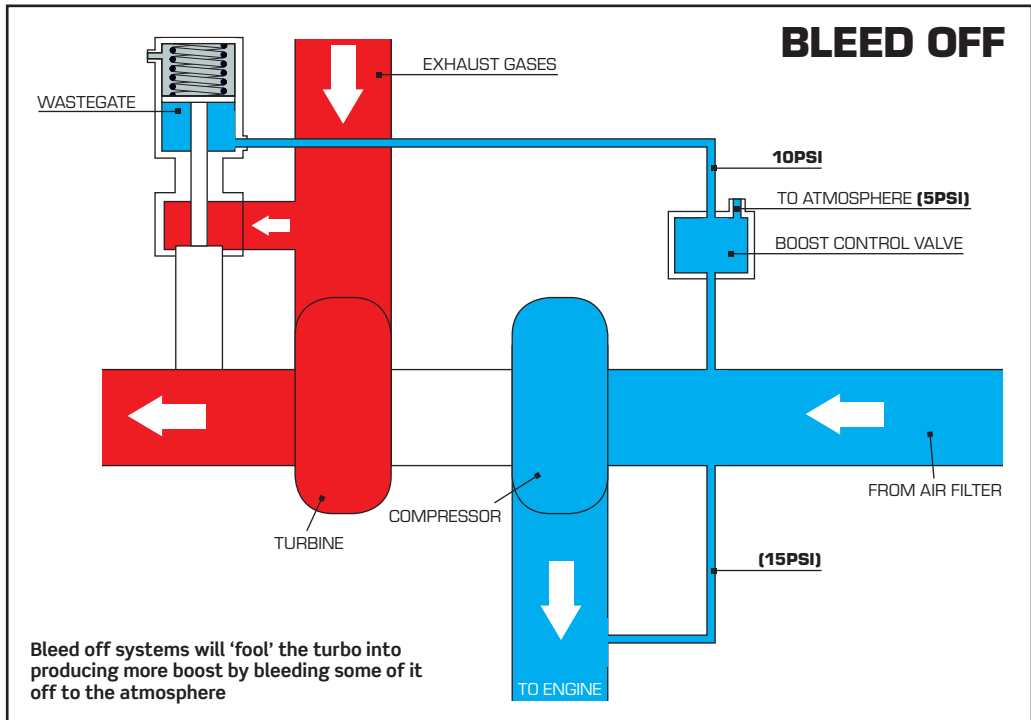 BLEED OFF
EXHAUST GASES
WASTEGATE
10PSI
TO ATMOSPHERE (5PSI)
BOOST CONTROL VALVE
FROM AIR FILTER
COMPRESSOR
TURBINE
(15PSI)
Bleed off systems will ‘fool’ the turbo into
producing more boost by bleeding some of it
off to the atmosphere
TO ENGINE